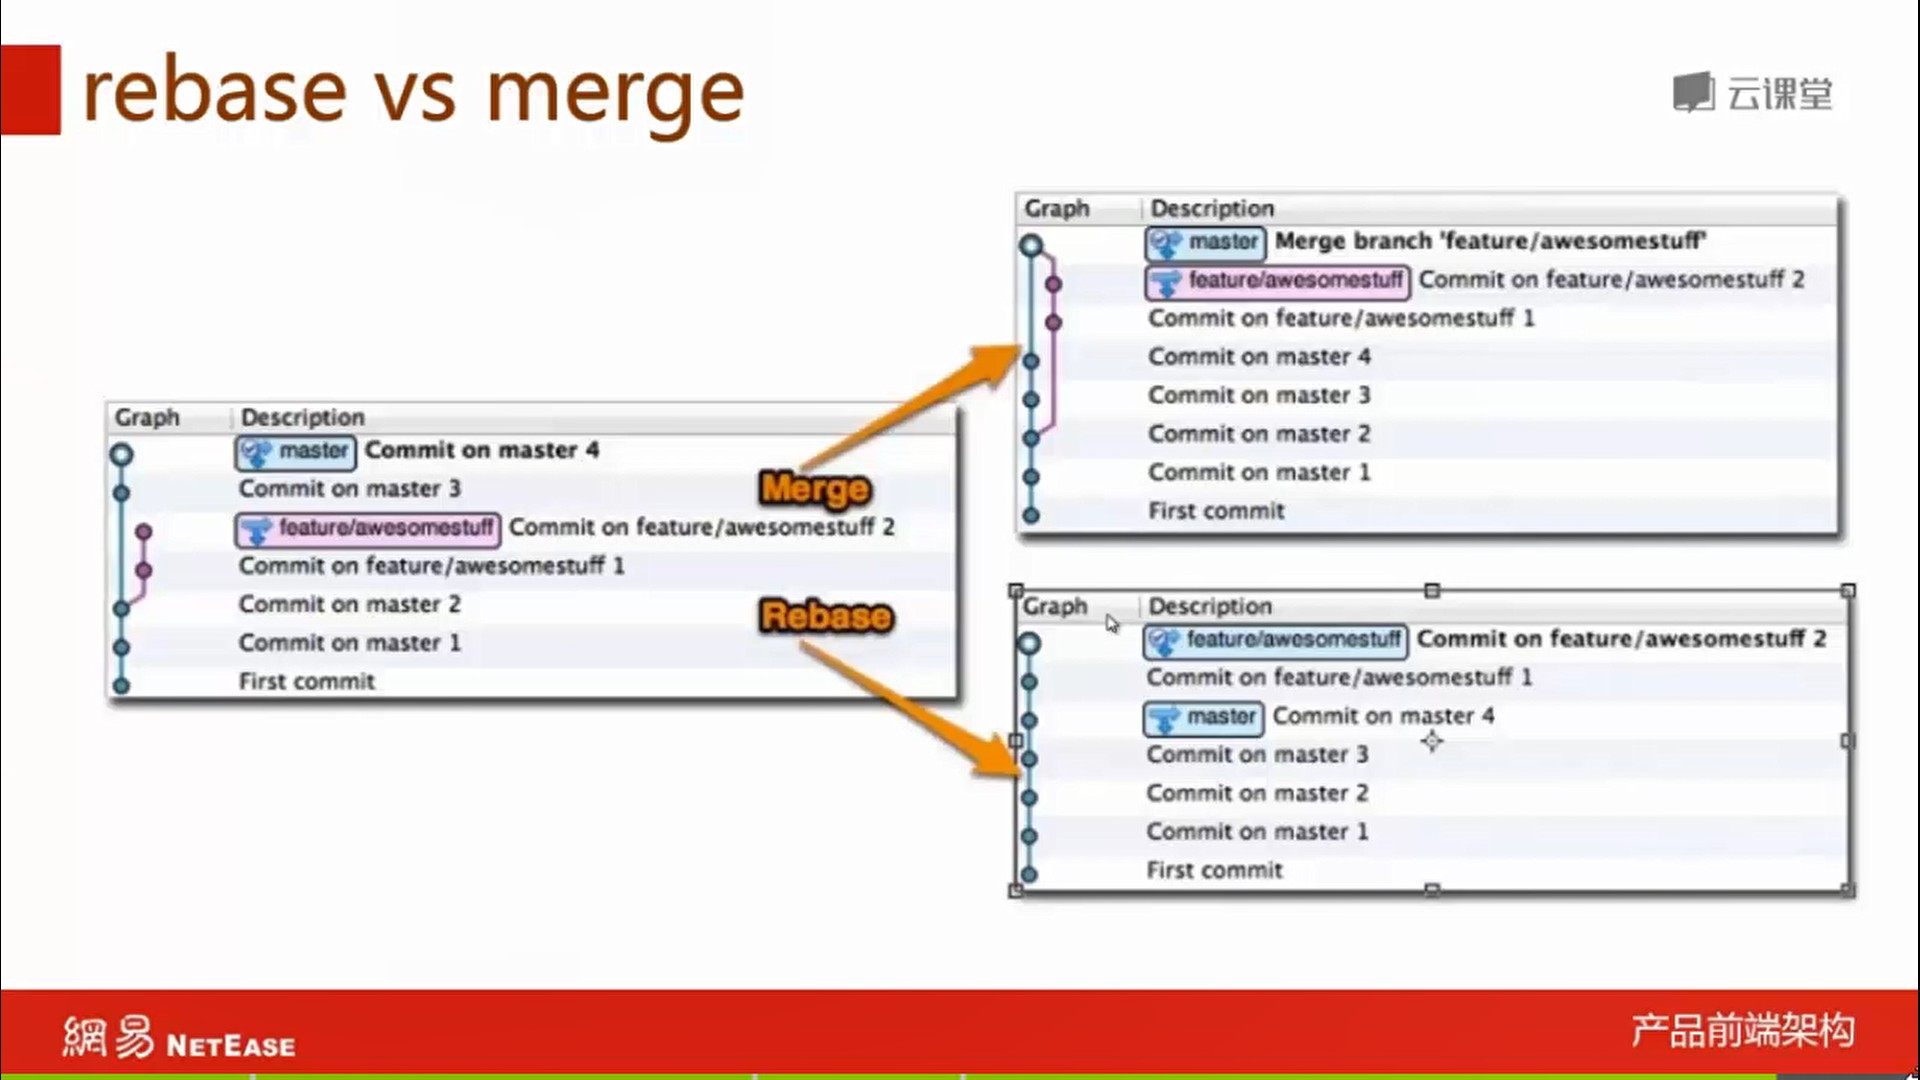 rebase vs merge
云课堂
Graph Description
master Commit on master 4
Commit on master 3
feature/awesomestuff Commit on feature/awesomestuff 2
Commit on feature/awesomestuff 1
Commit on master 2
Commit on master 1
First commit
Merge
Rebase
Graph Description
master Merge branch 'feature/awesomestuff'
feature/awesomestuff Commit on feature/awesomestuff 2
Commit on feature/awesomestuff 1
Commit on master 4
Commit on master 3
Commit on master 2
Commit on master 1
First commit
Graph Description
feature/awesomestuff Commit on feature/awesomestuff 2
Commit on feature/awesomestuff 1
master Commit on master 4
Commit on master 3
Commit on master 2
Commit on master 1
First commit
網易 NETEASE
产品前端架构